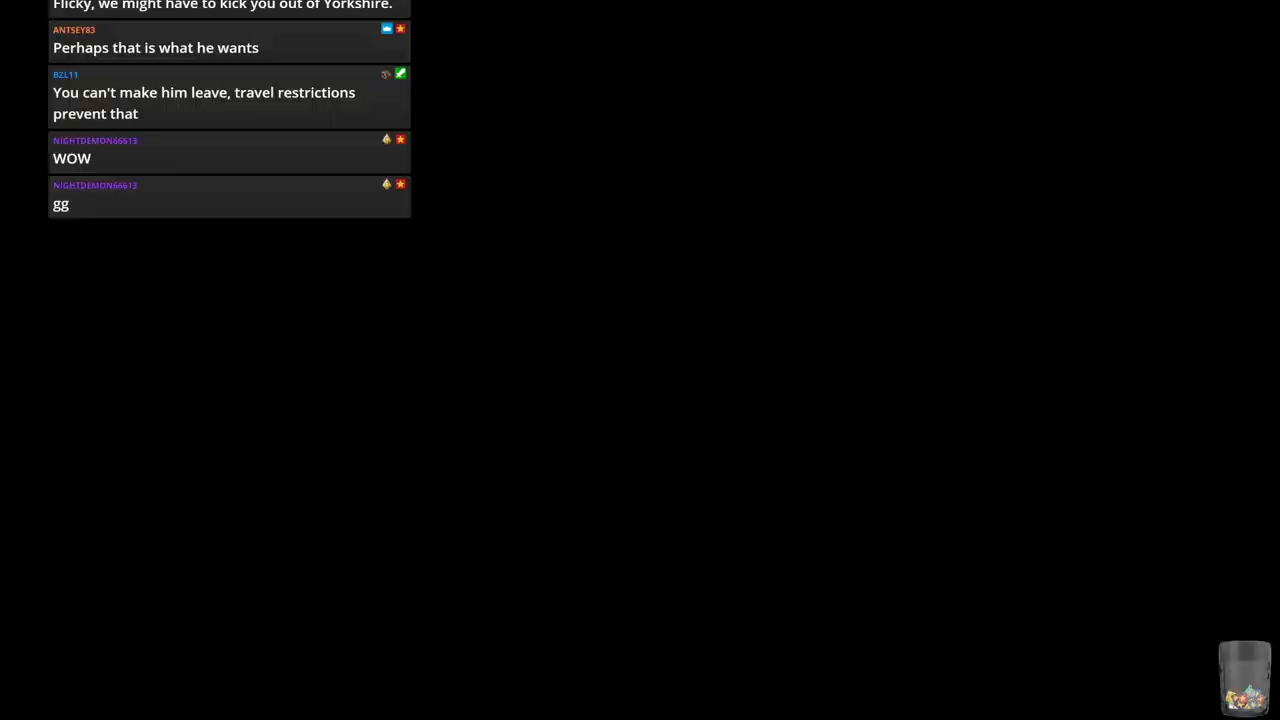 Flicky, we might have to kick you out of Yorkshire.
ANTSEY83
Perhaps that is what he wants
BZL11
You can't make him leave, travel restrictions
prevent that
NIGHTDEMON66613
WOW
NIGHTDEMON66613
gg